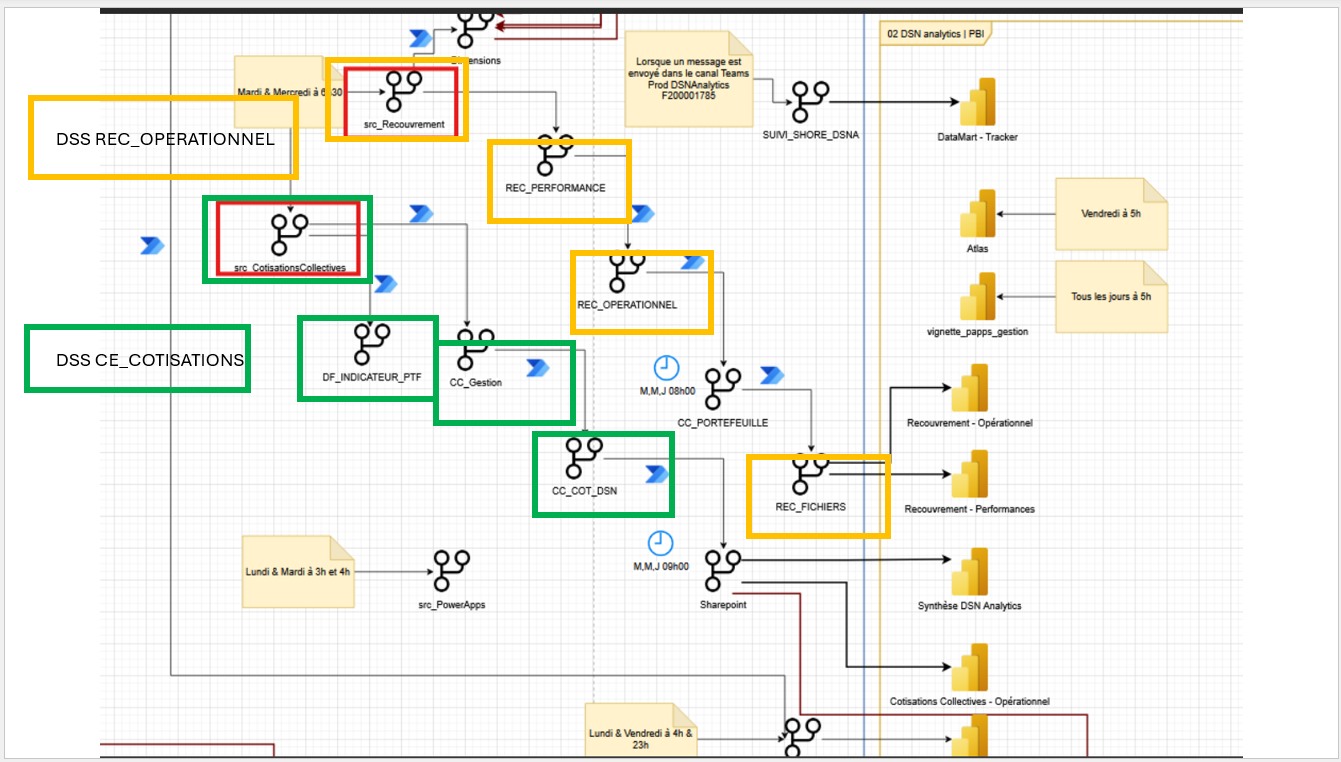 02 DSN analytics | PBI
Dimensions
Lorsque un message est
envoyé dans le canal Teams
Prod DSNAnalytics
F200001785
Mardi & Mercredi à 6h30
src_Recouvrement
SUIVI_SHORE_DSNA
DataMart - Tracker
DSS REC_OPERATIONNEL
REC_PERFORMANCE
Vendredi à 5h
Atlas
src_CotisationsCollectives
REC_OPERATIONNEL
Tous les jours à 5h
vignette_papps_gestion
DSS CE_COTISATIONS
DF_INDICATEUR_PTF
CC_Gestion
M,M,J 08h00
CC_PORTEFEUILLE
Recouvrement - Opérationnel
CC_COT_DSN
REC_FICHIERS
Recouvrement - Performances
M,M,J 09h00
Lundi & Mardi à 3h et 4h
src_PowerApps
Sharepoint
Synthèse DSN Analytics
Cotisations Collectives - Opérationnel
Lundi & Vendredi à 4h &
23h